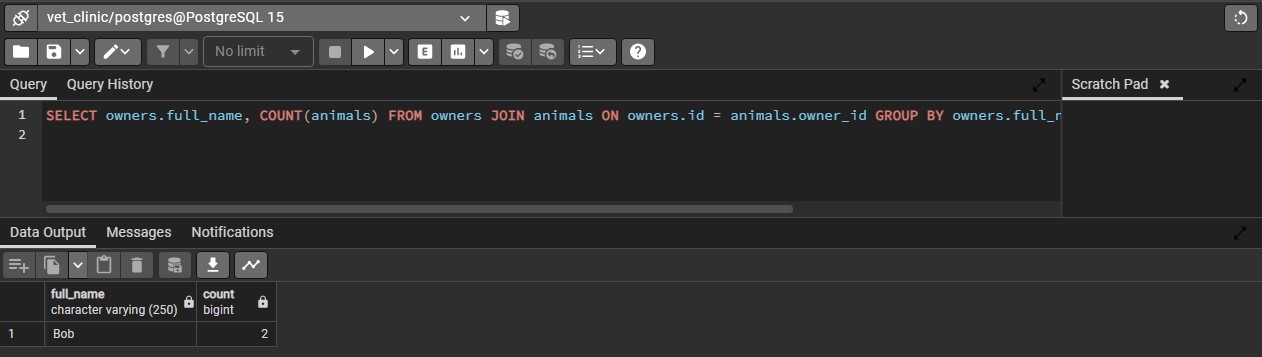 vet_clinic/postgres@PostgreSQL 15
No limit
E
Query Query History
Scratch Pad
1 SELECT owners.full_name, COUNT(animals) FROM owners JOIN animals ON owners.id = animals.owner_id GROUP BY owners.full_n
2
Data Output Messages Notifications
full_name count
character varying (250) bigint
1 Bob 2